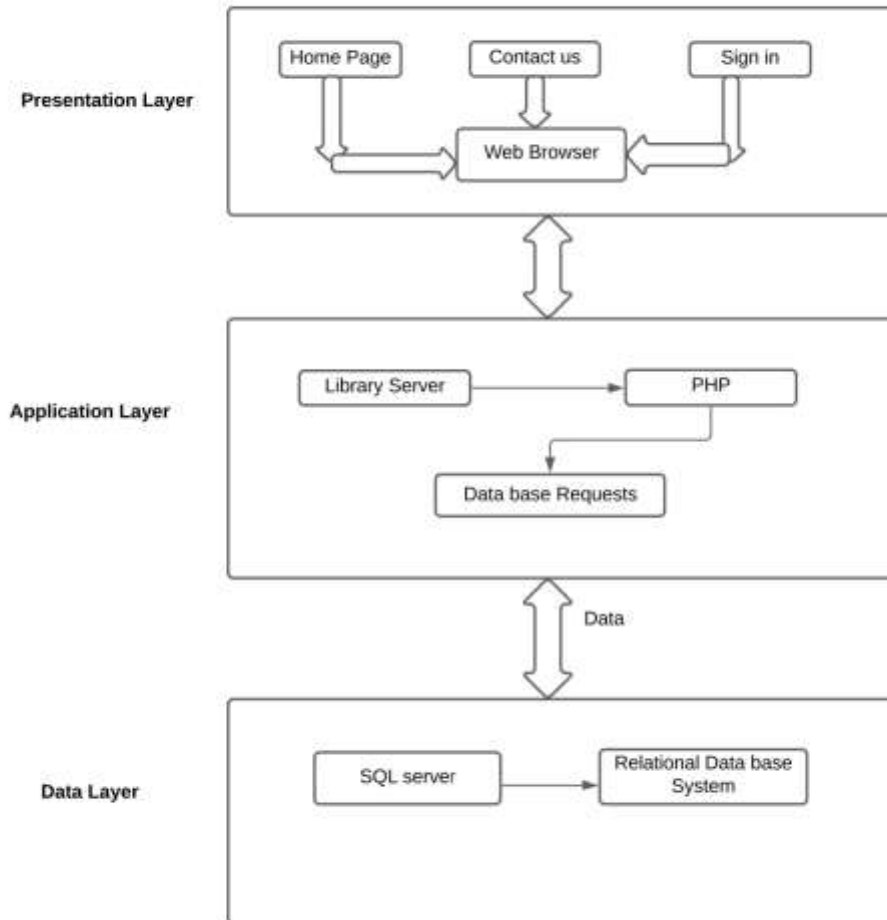 Home Page
Contact us
Sign in
Presentation Layer
Web Browser
Library Server
PHP
Application Layer
Data base Requests
Data
SQL server
Relational Data base
System
Data Layer